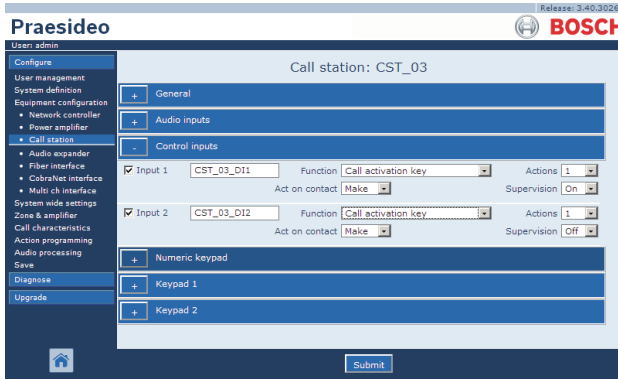 Release: 3.40.3026
Praesideo
BOSCH
User: admin
Configure
User management
System definition
Equipment configuration
• Network controller
• Power amplifier
• Call station
• Audio expander
• Fiber interface
• CobraNet interface
• Multi ch interface
System wide settings
Zone & amplifier
Call characteristics
Action programming
Audio processing
Save
Diagnose
Upgrade
Call station: CST_03
+ General
+ Audio inputs
- Control inputs
Input 1 CST_03_DI1 Function Call activation key Actions 1
Act on contact Make Supervision On
Input 2 CST_03_DI2 Function Call activation key Actions 1
Act on contact Make Supervision Off
+ Numeric keypad
+ Keypad 1
+ Keypad 2
Submit